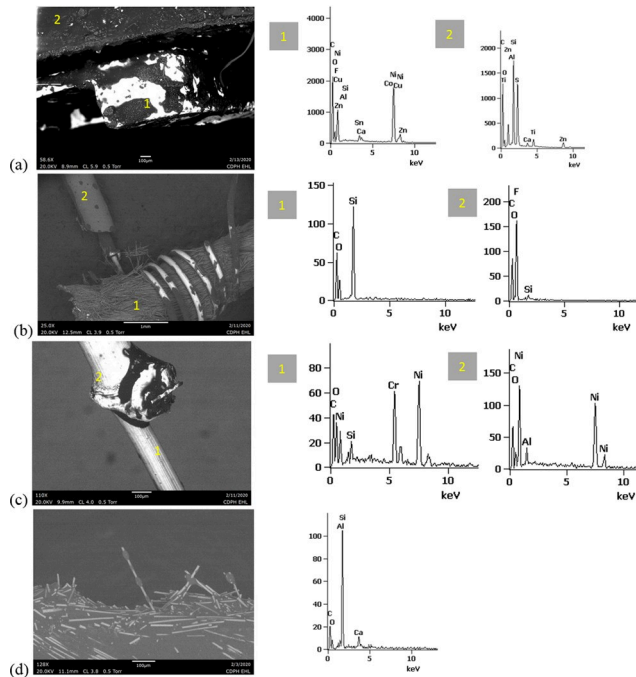 2
1
58.6X
100µm
2/13/2020
20.0KV 8.9mm CL 5.9 0.5 Torr
CDPH EHL
(a)
1
4000
3000
2000
1000
0
C Ni
O
F
Cu
Si
Al
Zn
Sn
Ca
Ni
Ni
Co Cu
Zn
0 5 10
keV
2
2000
1500
1000
500
0
C Si
Zn
Al
O
Ti
S
Ca
Ti
Zn
0 5 10
keV
2
1
25.0X
1mm
2/11/2020
20.0KV 12.5mm CL 3.9 0.5 Torr
CDPH EHL
(b)
1
150
100
50
0
Si
C
O
0 5 10
keV
2
200
150
100
50
0
F
C
O
Si
0 5 10
keV
2
1
110X
100µm
2/11/2020
20.0KV 9.9mm CL 4.0 0.5 Torr
CDPH EHL
(c)
1
80
60
40
20
0
O
C
Ni
Si
Cr
Ni
0 5 10
keV
2
150
100
50
0
Ni
C
O
Al
Ni
Ni
0 5 10
keV
128X
100µm
2/3/2020
20.0KV 11.1mm CL 3.8 0.5 Torr
CDPH EHL
(d)
100
80
60
40
20
0
Si
Al
C
O
Ca
0 5 10
keV